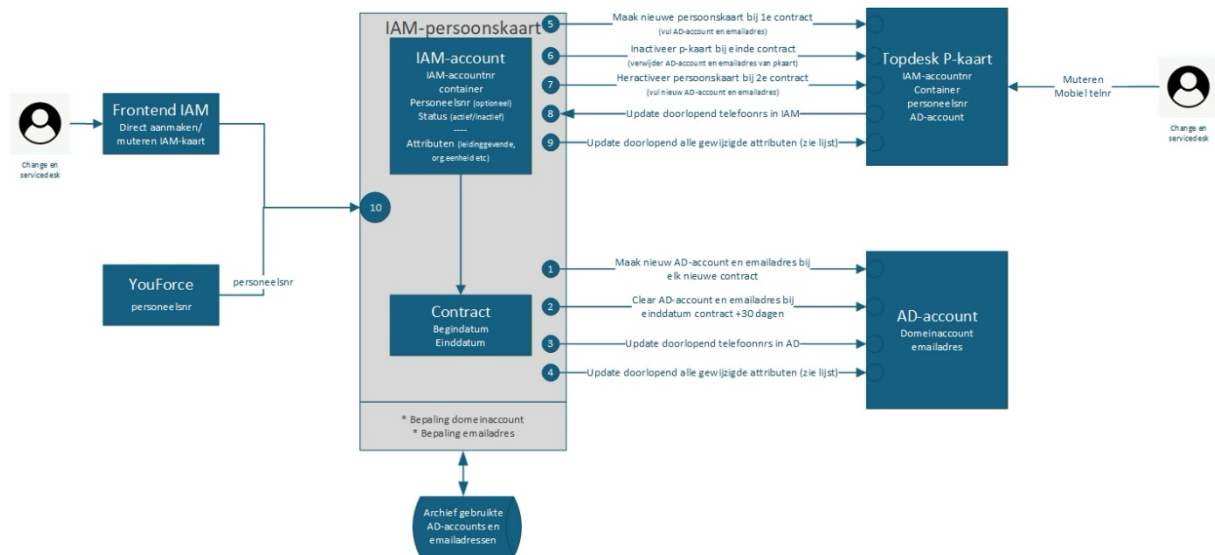 IAM-persoonskaart
IAM-account
IAM-accountnr
container
Personeelsnr (optioneel)
Status (actief/inactief)
----
Attributen (leidinggevende,
org.eenheid etc)
10
Contract
Begindatum
Einddatum
* Bepaling domeinaccount
* Bepaling emailadres
Archief gebruikte
AD-accounts en
emailadressen
Change en
servicedesk
Frontend IAM
Direct aanmaken/
muteren IAM-kaart
YouForce
personeelsnr
personeelsnr
5
Maak nieuwe persoonskaart bij 1e contract
(vul AD-account en emailadres)
6
Inactiveer p-kaart bij einde contract
(verwijder AD-account en emailadres van pkaart)
7
Heractiveer persoonskaart bij 2e contract
(vul nieuw AD-account en emailadres)
8
Update doorlopend telefoonrs in IAM
9
Update doorlopend alle gewijzigde attributen (zie lijst)
Topdesk P-kaart
IAM-accountnr
Container
personeelsnr
AD-account
Muteren
Mobiel telnr
Change en
servicedesk
1
Maak nieuw AD-account en emailadres bij
elk nieuwe contract
2
Clear AD-account en emailadres bij
einddatum contract +30 dagen
3
Update doorlopend telefoonnrs in AD
4
Update doorlopend alle gewijzigde attributen (zie lijst)
AD-account
Domeinaccount
emailadres